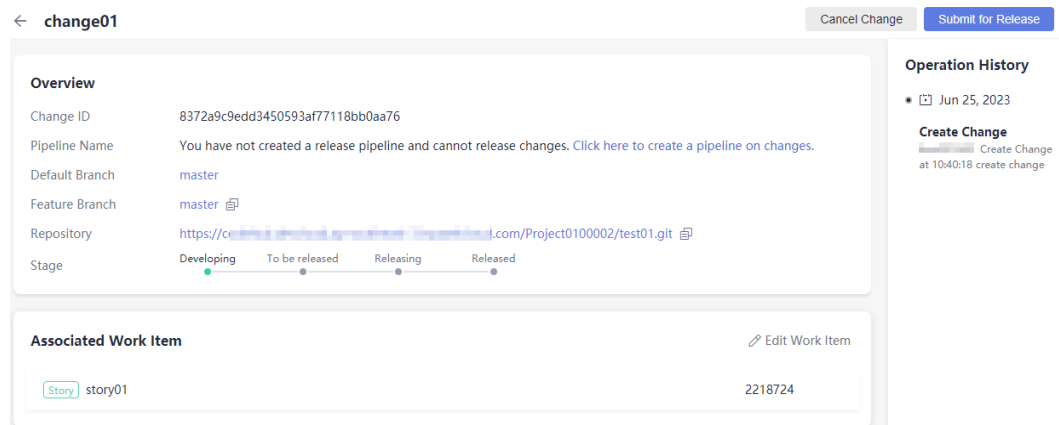 change01
Cancel Change
Submit for Release
Overview
Change ID 8372a9c9edd3450593af77118bb0aa76
Pipeline Name You have not created a release pipeline and cannot release changes. Click here to create a pipeline on changes.
Default Branch master
Feature Branch master
Repository https://c .com/Project0100002/test01.git
Stage Developing To be released Releasing Released
Associated Work Item Edit Work Item
Story story01 2218724
Operation History
Jun 25, 2023
Create Change
Create Change
at 10:40:18 create change